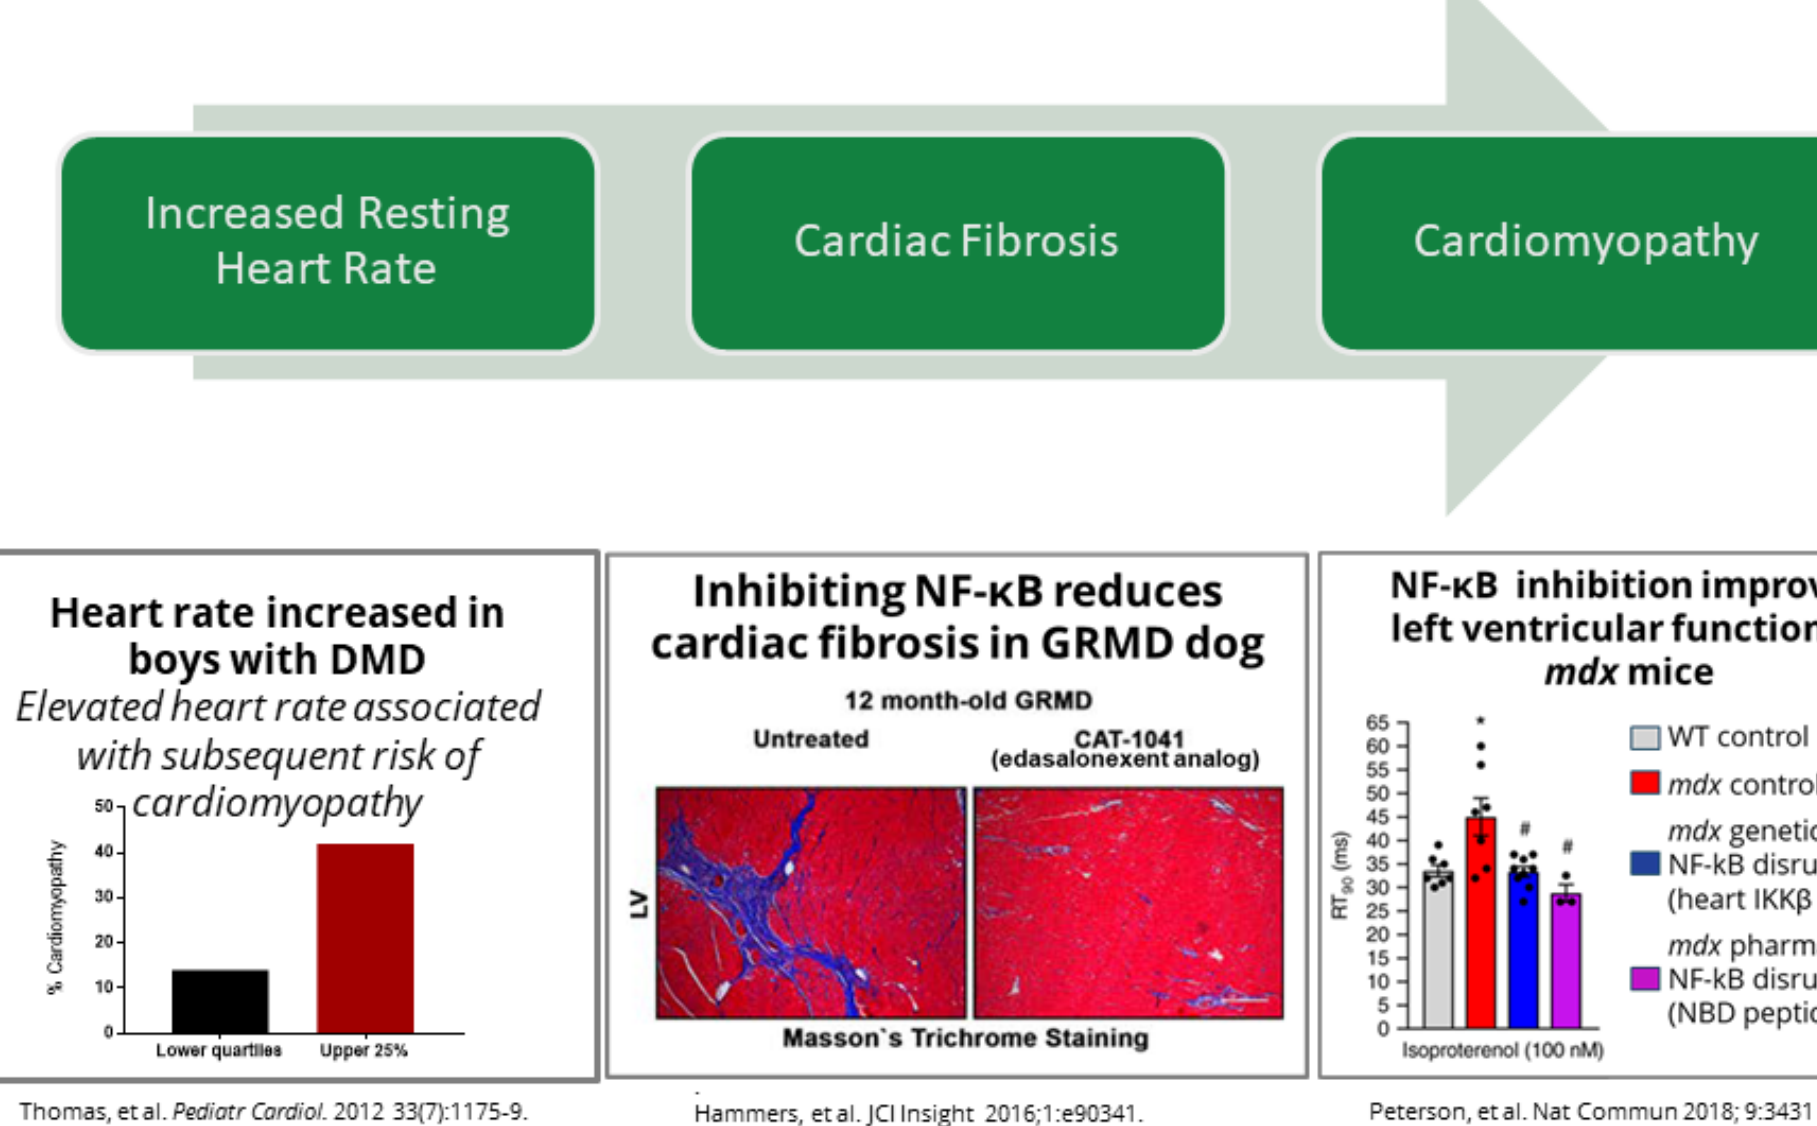 Increased Resting
Heart Rate
Cardiac Fibrosis
Cardiomyopathy
Heart rate increased in
boys with DMD
Elevated heart rate associated
with subsequent risk of
cardiomyopathy
50
40
30
20
10
0
% Cardiomyopathy
Lower quartiles
Upper 25%
Thomas, et al. Pediatr Cardiol. 2012 33(7):1175-9.
Inhibiting NF-κB reduces
cardiac fibrosis in GRMD dog
12 month-old GRMD
Untreated
CAT-1041
(edasalonexent analog)
LV
Masson`s Trichrome Staining
.
Hammers, et al. JCI Insight 2016;1:e90341.
NF-κB inhibition improv
left ventricular function
mdx mice
65
60
55
50
45
40
35
30
25
20
15
10
5
0
RT90 (ms)
*
#
#
Isoproterenol (100 nM)
WT control
mdx control
mdx genetic
NF-kB disru
(heart IKKβ
mdx pharma
NF-kB disru
(NBD peptic
Peterson, et al. Nat Commun 2018; 9:3431